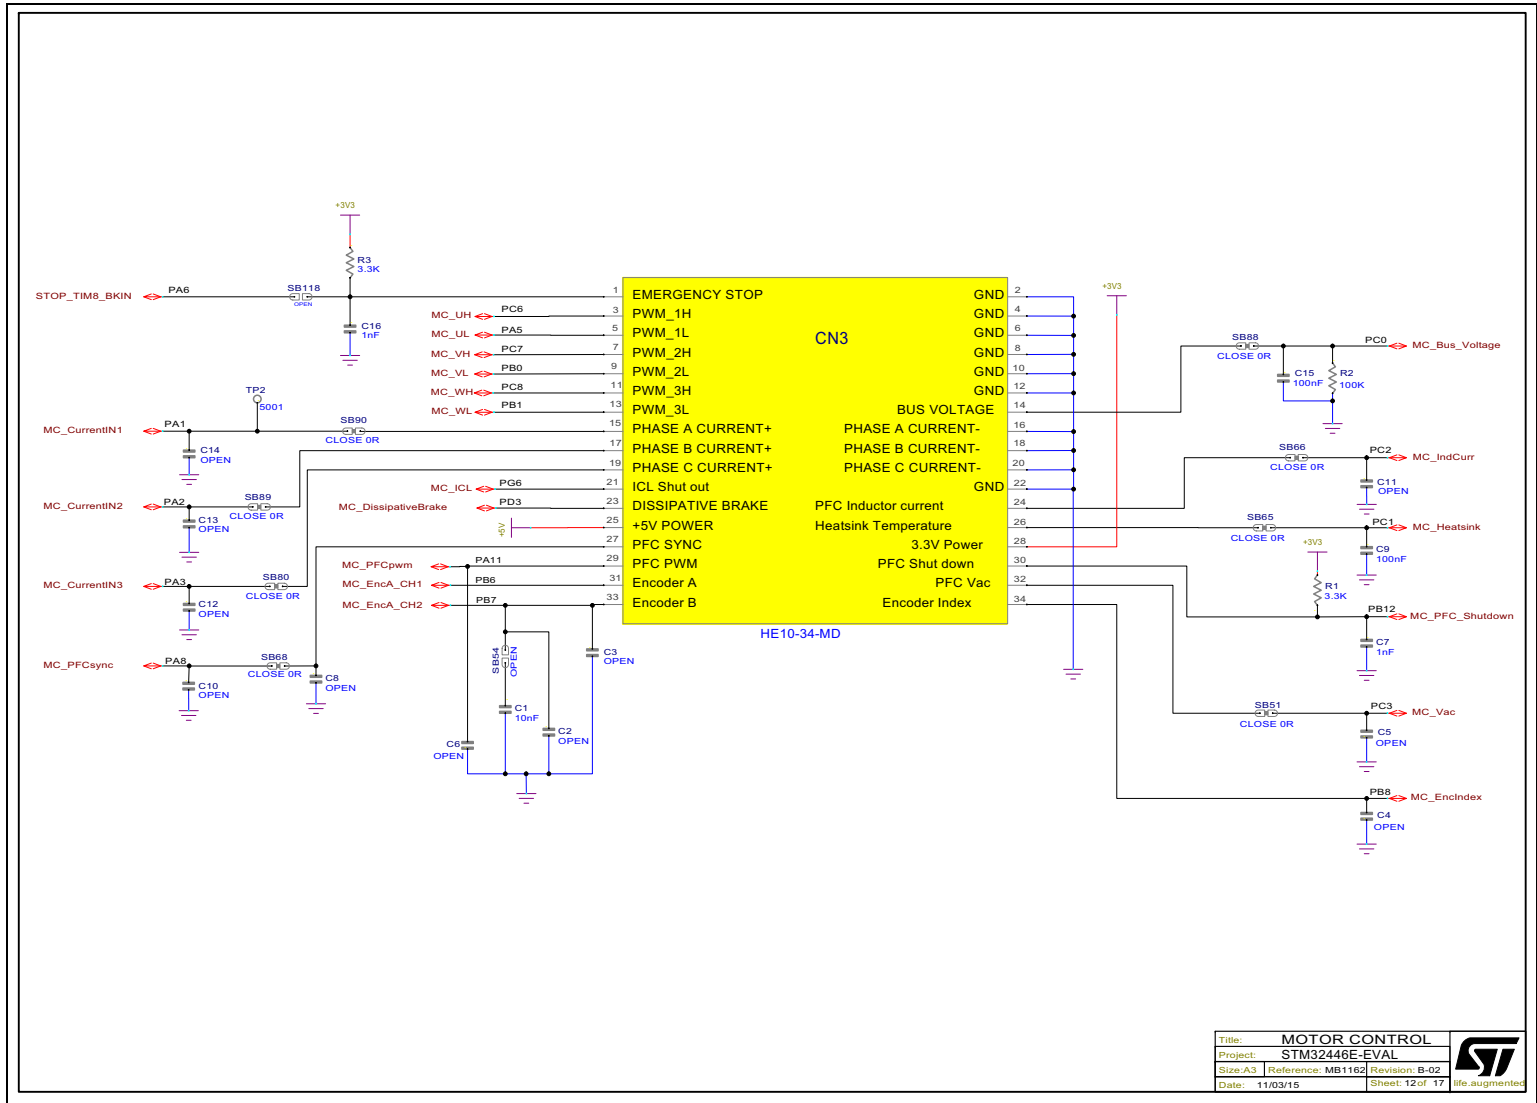 +3V3
R3
3.3K
STOP_TIM8_BKIN PA6 SB118
OPEN
C16
1nF
MC_UH PC6
MC_UL PA5
MC_VH PC7
MC_VL PB0
MC_WH PC8
MC_WL PB1
TP2
5001
MC_CurrentIN1 PA1 SB90
CLOSE 0R
C14
OPEN
MC_CurrentIN2 PA2 SB89
CLOSE 0R
C13
OPEN
MC_CurrentIN3 PA3 SB80
CLOSE 0R
C12
OPEN
MC_PFCsync PA8 SB68
CLOSE 0R
C10
OPEN
C8
OPEN
MC_ICL PG6
MC_DissipativeBrake PD3
+5V
MC_PFCpwm PA11
MC_EncA_CH1 PB6
MC_EncA_CH2 PB7
SB54
OPEN
C3
OPEN
C1
10nF
C2
OPEN
C6
OPEN
CN3
1 EMERGENCY STOP GND 2
3 PWM_1H GND 4
5 PWM_1L GND 6
7 PWM_2H GND 8
9 PWM_2L GND 10
11 PWM_3H GND 12
13 PWM_3L BUS VOLTAGE 14
15 PHASE A CURRENT+ PHASE A CURRENT- 16
17 PHASE B CURRENT+ PHASE B CURRENT- 18
19 PHASE C CURRENT+ PHASE C CURRENT- 20
21 ICL Shut out GND 22
23 DISSIPATIVE BRAKE PFC Inductor current 24
25 +5V POWER Heatsink Temperature 26
27 PFC SYNC 3.3V Power 28
29 PFC PWM PFC Shut down 30
31 Encoder A PFC Vac 32
33 Encoder B Encoder Index 34
HE10-34-MD
+3V3
SB88 PC0 MC_Bus_Voltage
CLOSE 0R
C15
100nF
R2
100K
SB66 PC2 MC_IndCurr
CLOSE 0R
C11
OPEN
SB65 PC1 MC_Heatsink
CLOSE 0R
C9
100nF
+3V3
R1
3.3K
PB12 MC_PFC_Shutdown
C7
1nF
SB51 PC3 MC_Vac
CLOSE 0R
C5
OPEN
PB8 MC_EncIndex
C4
OPEN
Title: MOTOR CONTROL
Project: STM32446E-EVAL
Size:A3 Reference: MB1162 Revision: B-02
Date: 11/03/15 Sheet: 12 of 17
ST
life.augmented